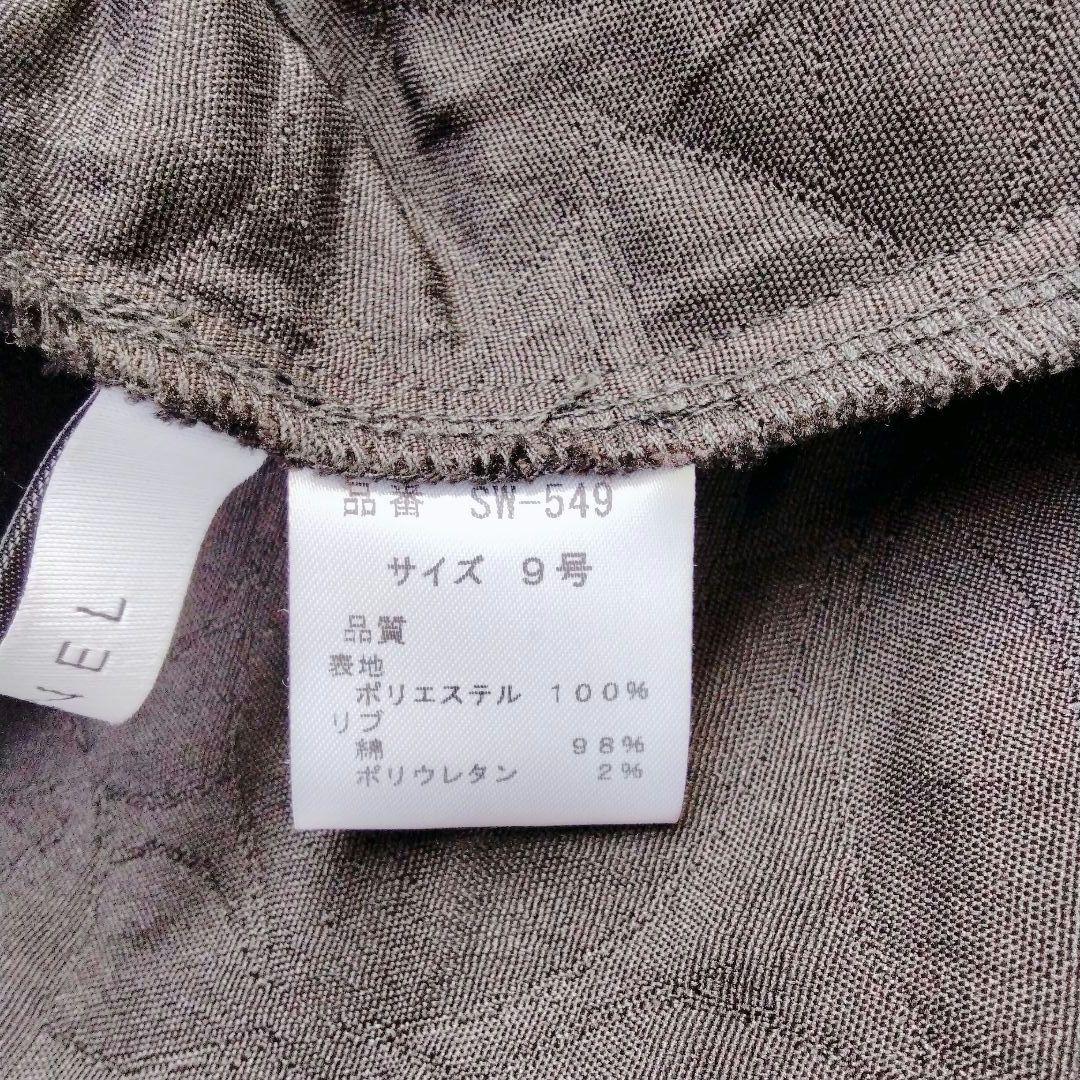 品番 SW-549
サイズ 9号
品質
表地
ポリエステル 100%
リブ
綿 98%
ポリウレタン 2%
VEL